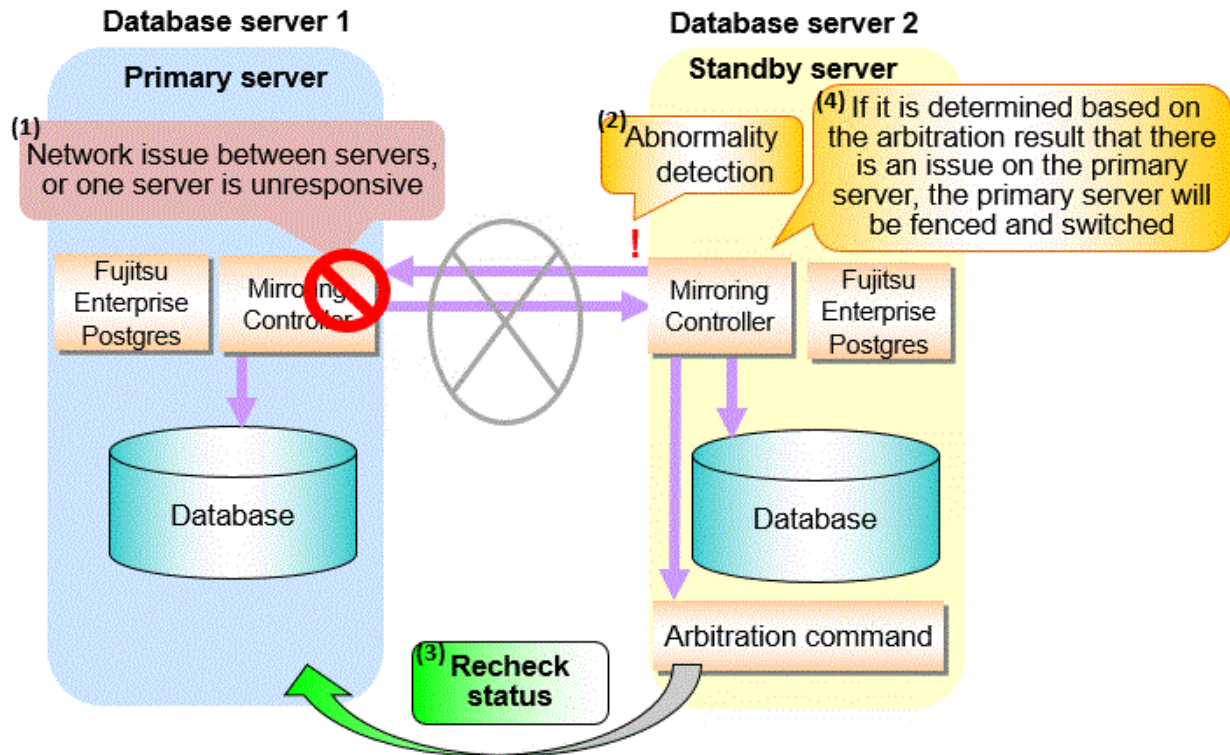 Database server 1
Database server 2
Primary server
Standby server
(1)
Network issue between servers,
or one server is unresponsive
(2)
Abnormality
detection
(4) If it is determined based on
the arbitration result that there
is an issue on the primary
server, the primary server will
be fenced and switched
!
Fujitsu
Enterprise
Postgres
Mirroring
Controller
Mirroring
Controller
Fujitsu
Enterprise
Postgres
Database
Database
Arbitration command
(3) Recheck
status